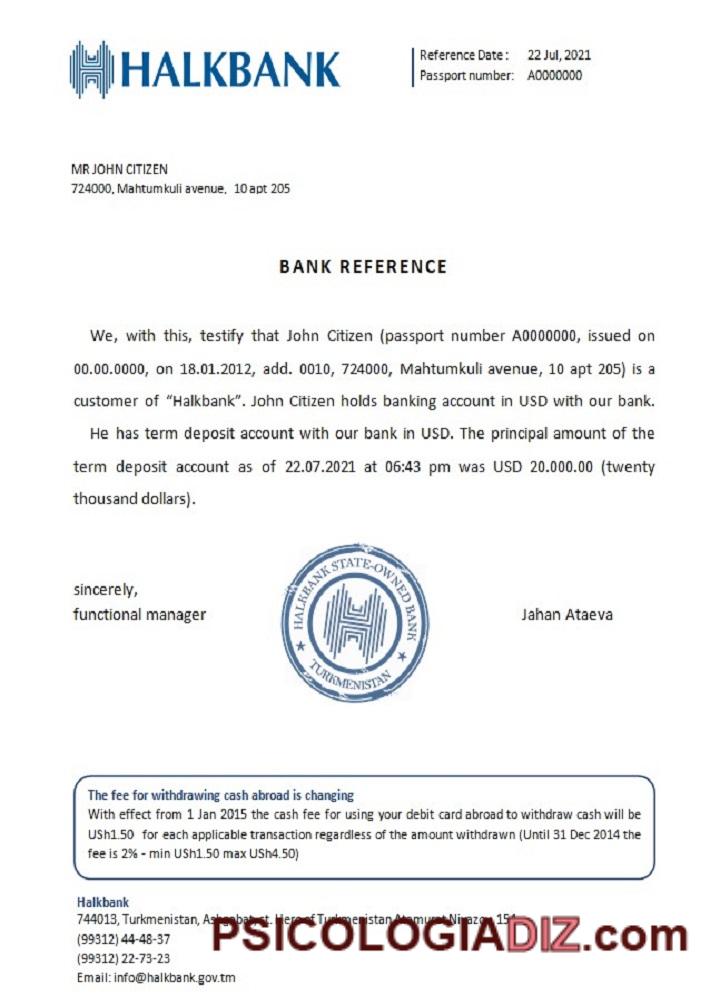 HALKBANK
Reference Date: 22 Jul, 2021
Passport number: A0000000
MR JOHN CITIZEN
724000, Mahtumkuli avenue, 10 apt 205
BANK REFERENCE
We, with this, testify that John Citizen (passport number A0000000, issued on
00.00.0000, on 18.01.2012, add. 0010, 724000, Mahtumkuli avenue, 10 apt 205) is a
customer of “Halkbank”. John Citizen holds banking account in USD with our bank.
He has term deposit account with our bank in USD. The principal amount of the
term deposit account as of 22.07.2021 at 06:43 pm was USD 20.000.00 (twenty
thousand dollars).
sincerely,
functional manager
HALKBANK STATE-OWNED BANK
TURKMENISTAN
Jahan Ataeva
The fee for withdrawing cash abroad is changing
With effect from 1 Jan 2015 the cash fee for using your debit card abroad to withdraw cash will be
USh1.50 for each applicable transaction regardless of the amount withdrawn (Until 31 Dec 2014 the
fee is 2% - min USh1.50 max USh4.50)
Halkbank
744013, Turkmenistan, Ashgabat, st. Hero of Turkmenistan Atamurat Niyazov, 154
(99312) 44-48-37
(99312) 22-73-23
Email: info@halkbank.gov.tm
PSICOLOGIADIZ.com